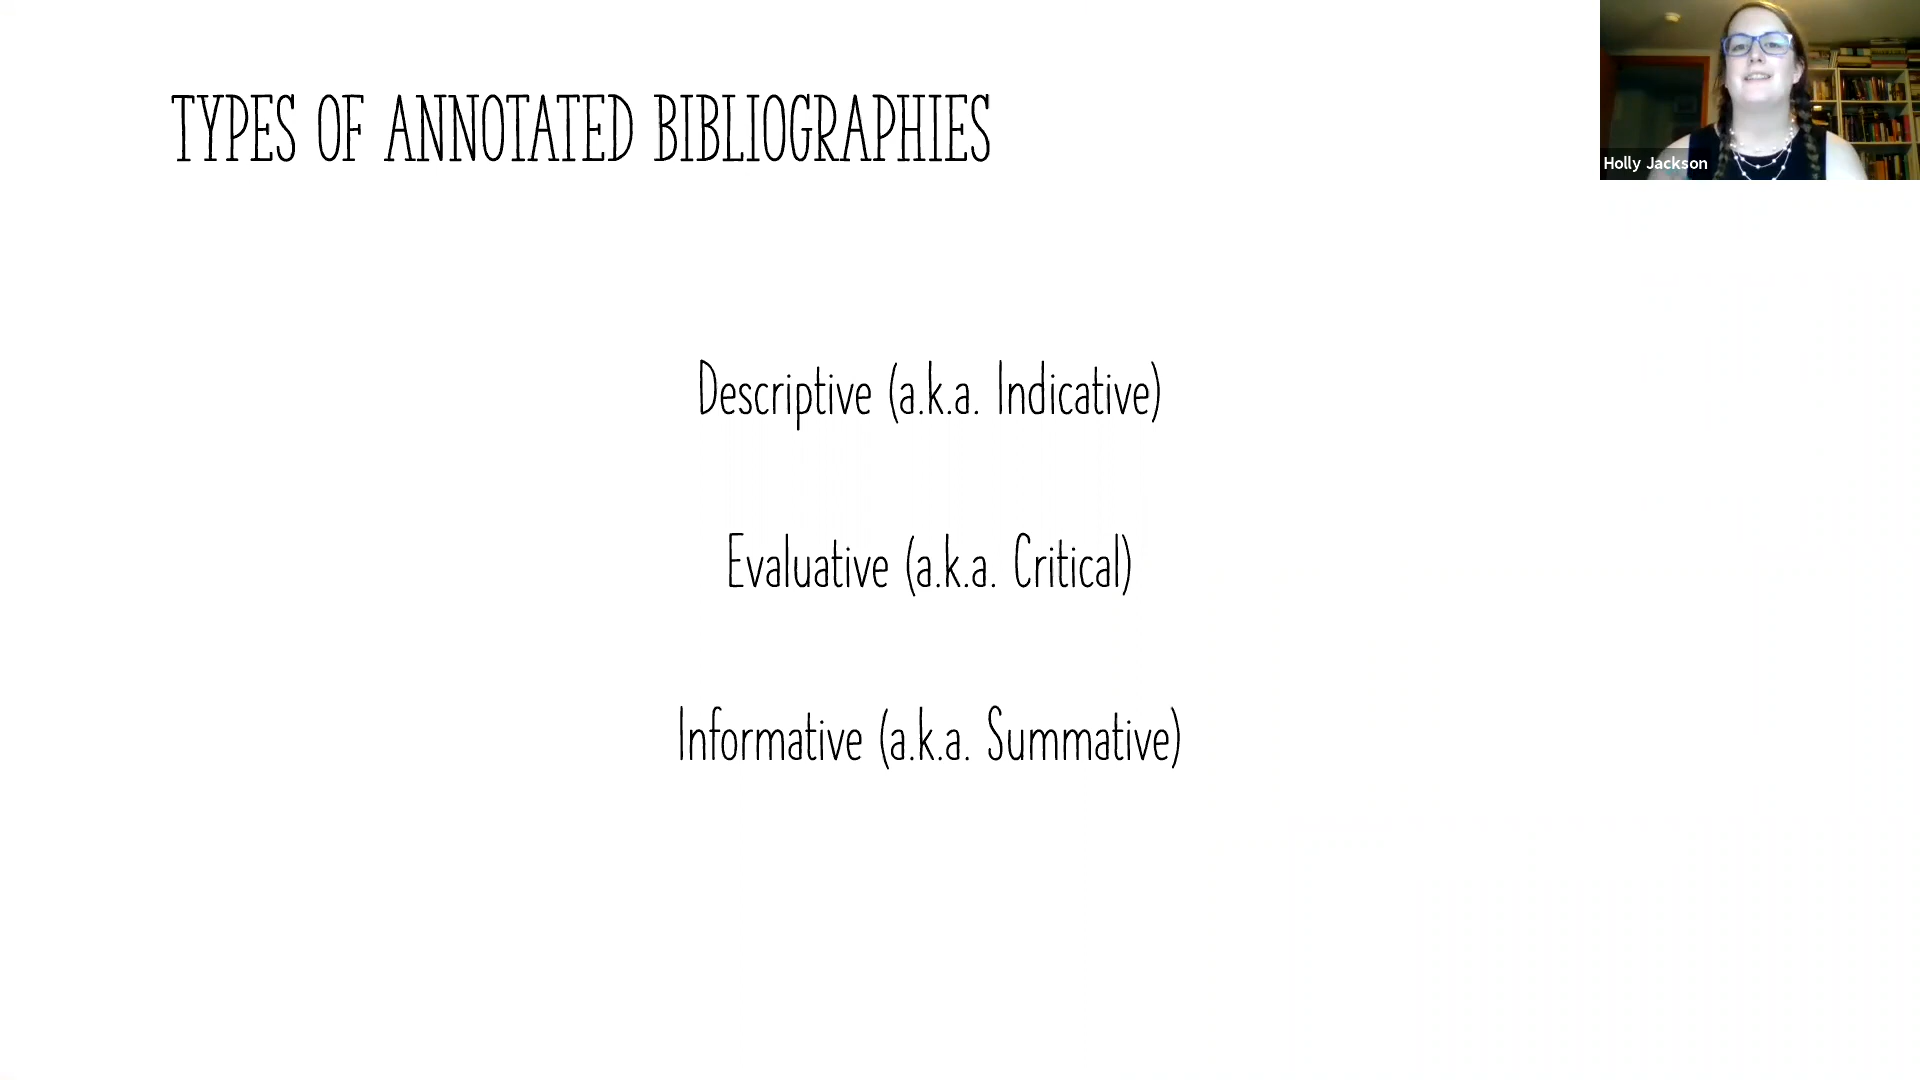 TYPES OF ANNOTATED BIBLIOGRAPHIES
Holly Jackson
Descriptive (a.k.a. Indicative)
Evaluative (a.k.a. Critical)
Informative (a.k.a. Summative)